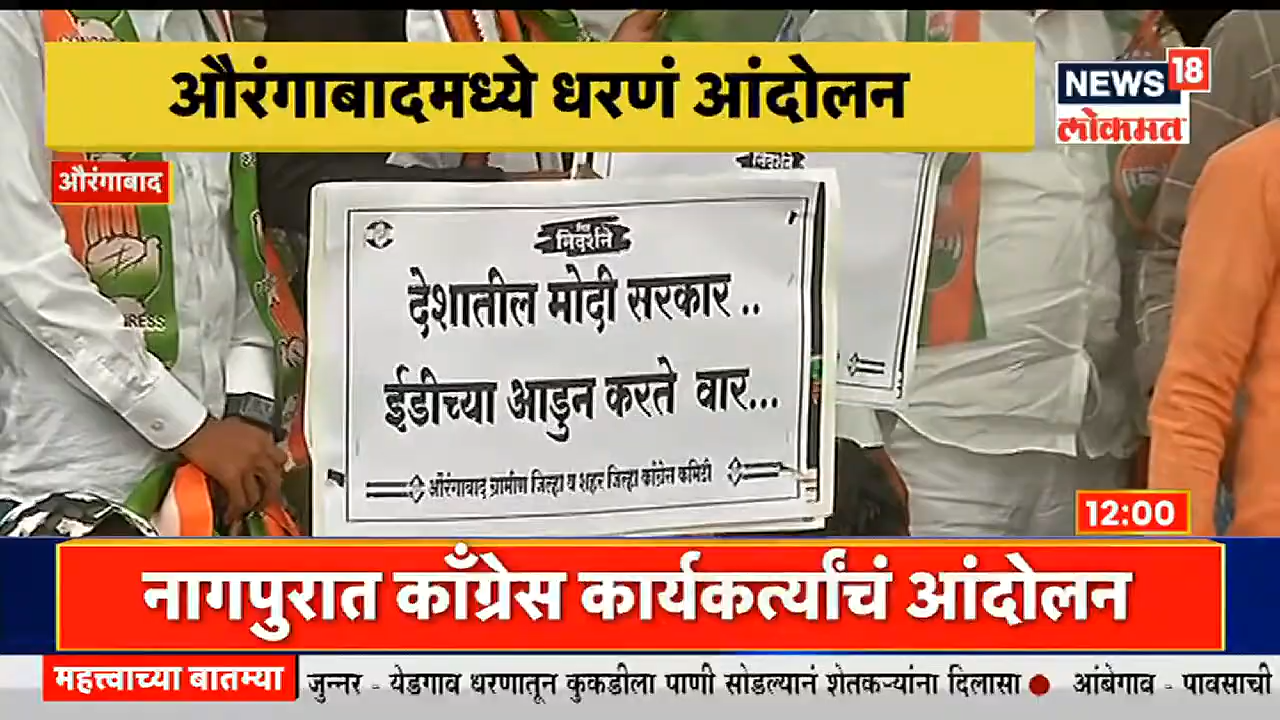 औरंगाबादमध्ये धरणं आंदोलन
NEWS 18
लोकमत
औरंगाबाद
निदर्शने
देशातील मोदी सरकार ..
ईडीच्या आडुन करते वार...
औरंगाबाद ग्रामीण जिल्हा व शहर जिल्हा काँग्रेस कमिटी
12:00
नागपुरात काँग्रेस कार्यकर्त्यांचं आंदोलन
महत्त्वाच्या बातम्या
जुन्नर - येडगाव धरणातून कुकडीला पाणी सोडल्यानं शेतकऱ्यांना दिलासा ● आंबेगाव - पावसाची